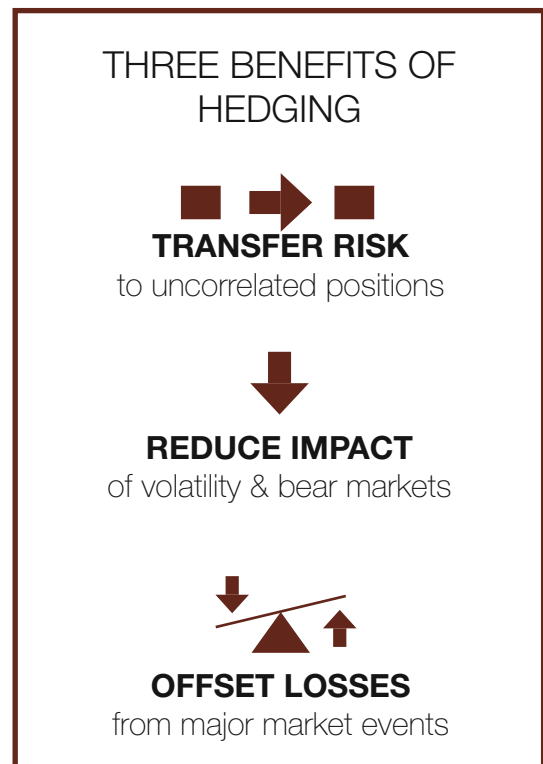 THREE BENEFITS OF
HEDGING
TRANSFER RISK
to uncorrelated positions
REDUCE IMPACT
of volatility & bear markets
OFFSET LOSSES
from major market events